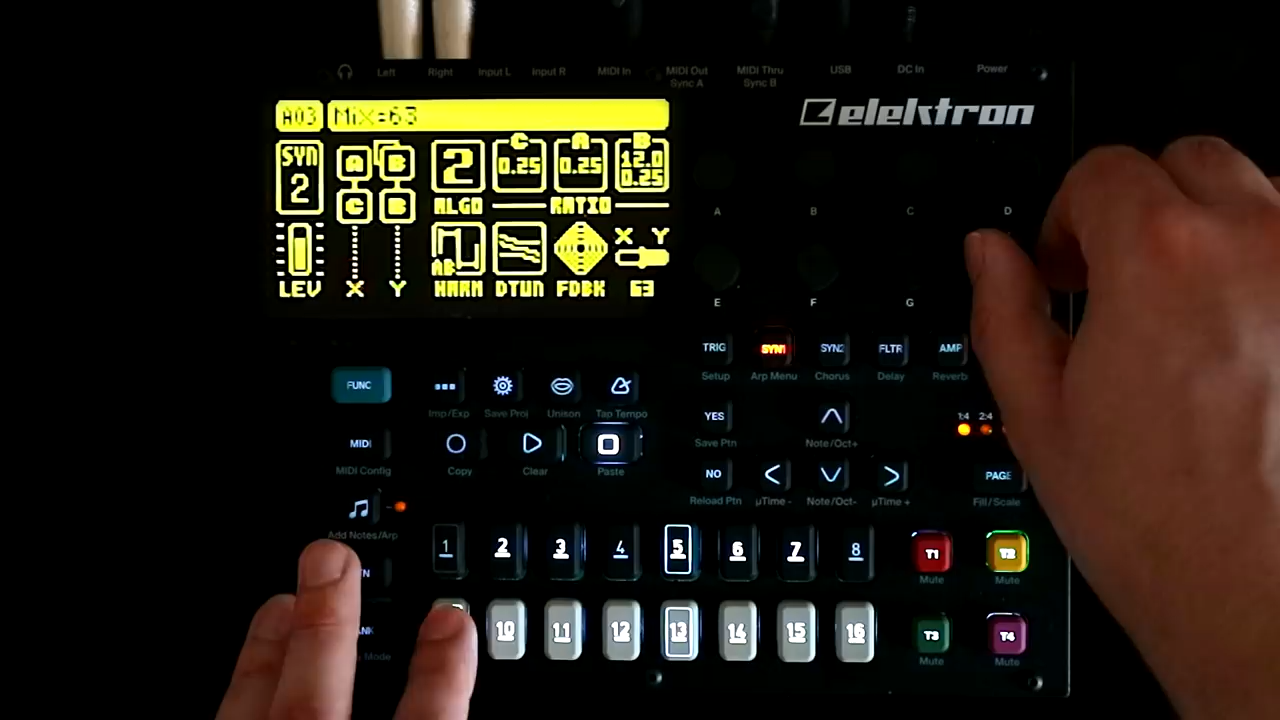 Left Right Input L Input R MIDI In MIDI Out MIDI Thru USB DC In Power
Sync A Sync B
elektron
A03 Mix=63
SYN
2
A B
C B
2 C 0.25 A 0.25 B 12.0 0.25
ALGO RATIO
AB X Y
LEV X Y HARM DTUN FDBK 63
A B C D
E F G
TRIG SYN1 SYN2 FLTR AMP
Setup Arp Menu Chorus Delay Reverb
FUNC
Imp/Exp Save Proj Unison Tap Tempo
YES
Save Ptn Note/Oct+
1:4 2:4
MIDI
MIDI Config Copy Clear Paste
NO PAGE
Reload Ptn µTime - Note/Oct- µTime + Fill/Scale
Add Notes/Arp
1 2 3 4 5 6 7 8 T1 T2
Mute Mute
10 11 12 13 14 15 16 T3 T4
Mode Mute Mute